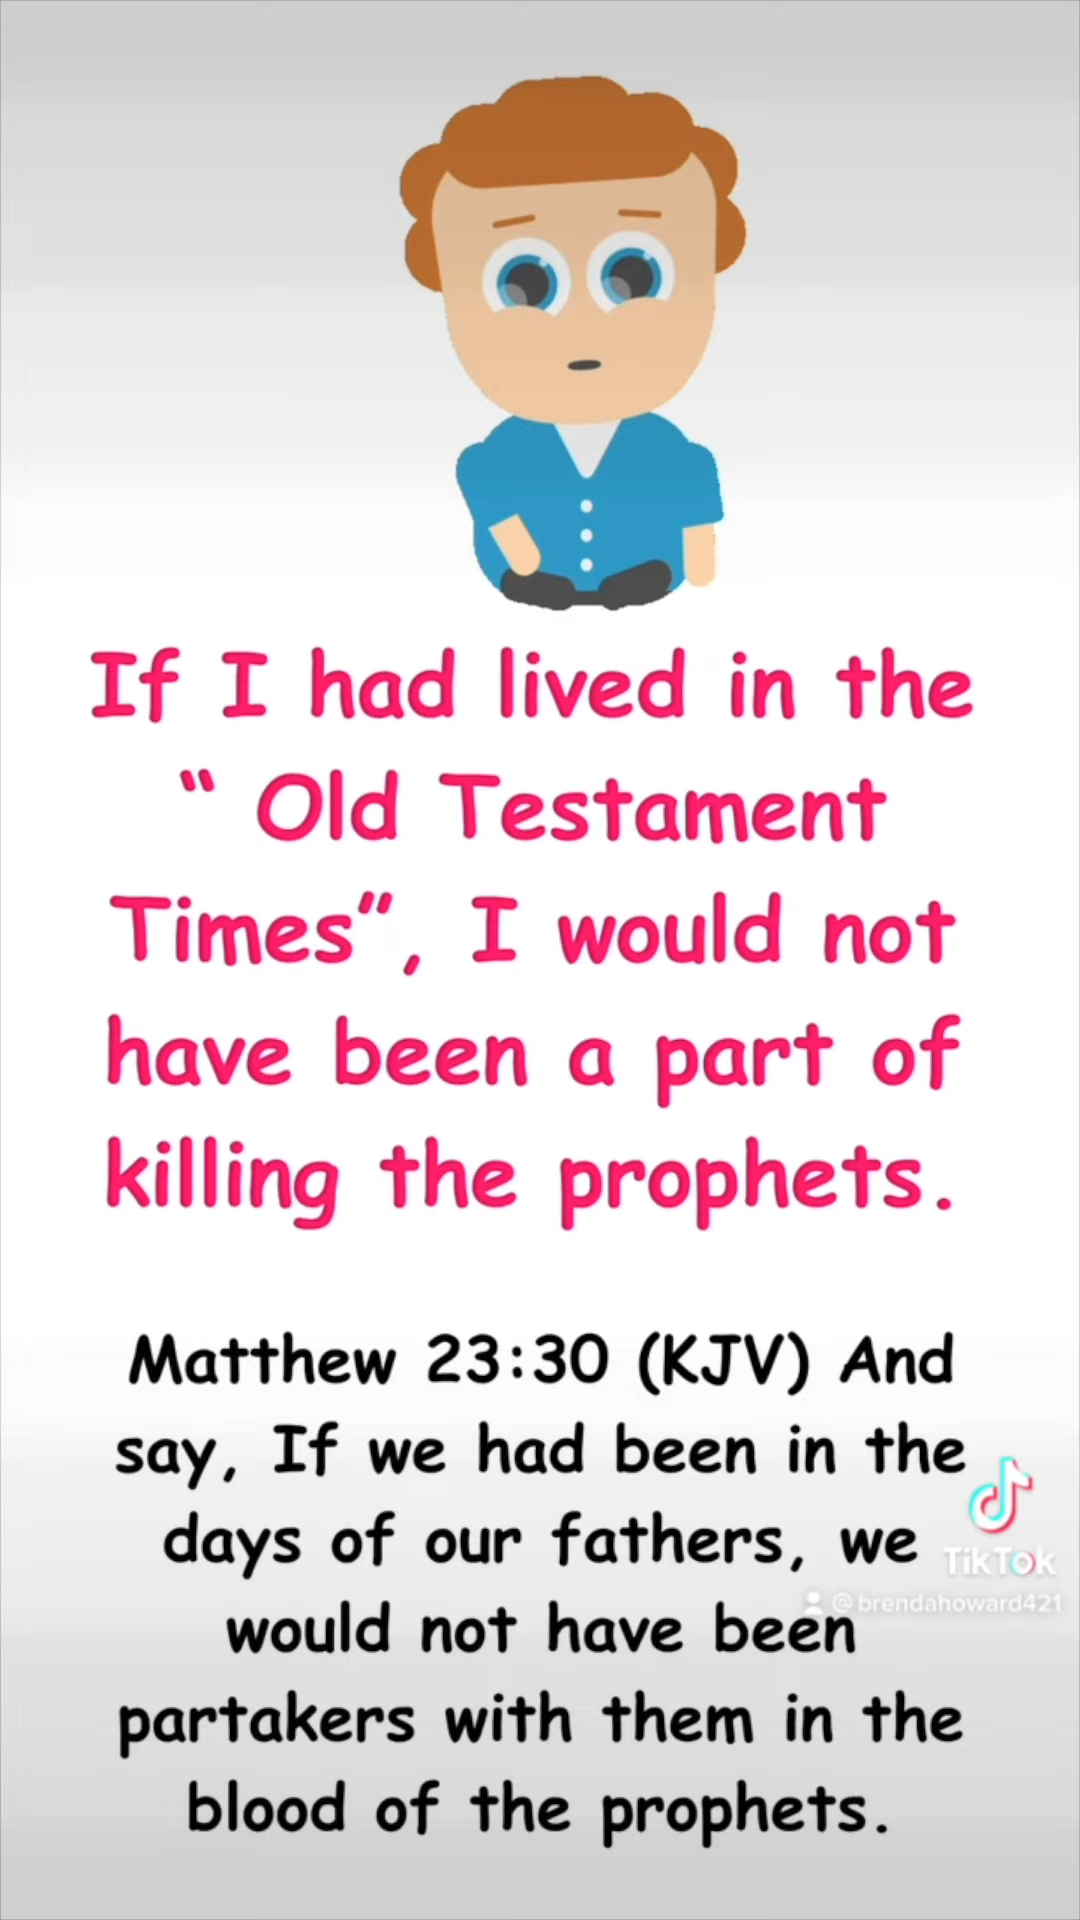 If I had lived in the
“ Old Testament
Times”, I would not
have been a part of
killing the prophets.
Matthew 23:30 (KJV) And
say, If we had been in the
days of our fathers, we
would not have been
partakers with them in the
blood of the prophets.
TikTok
@brendahoward421